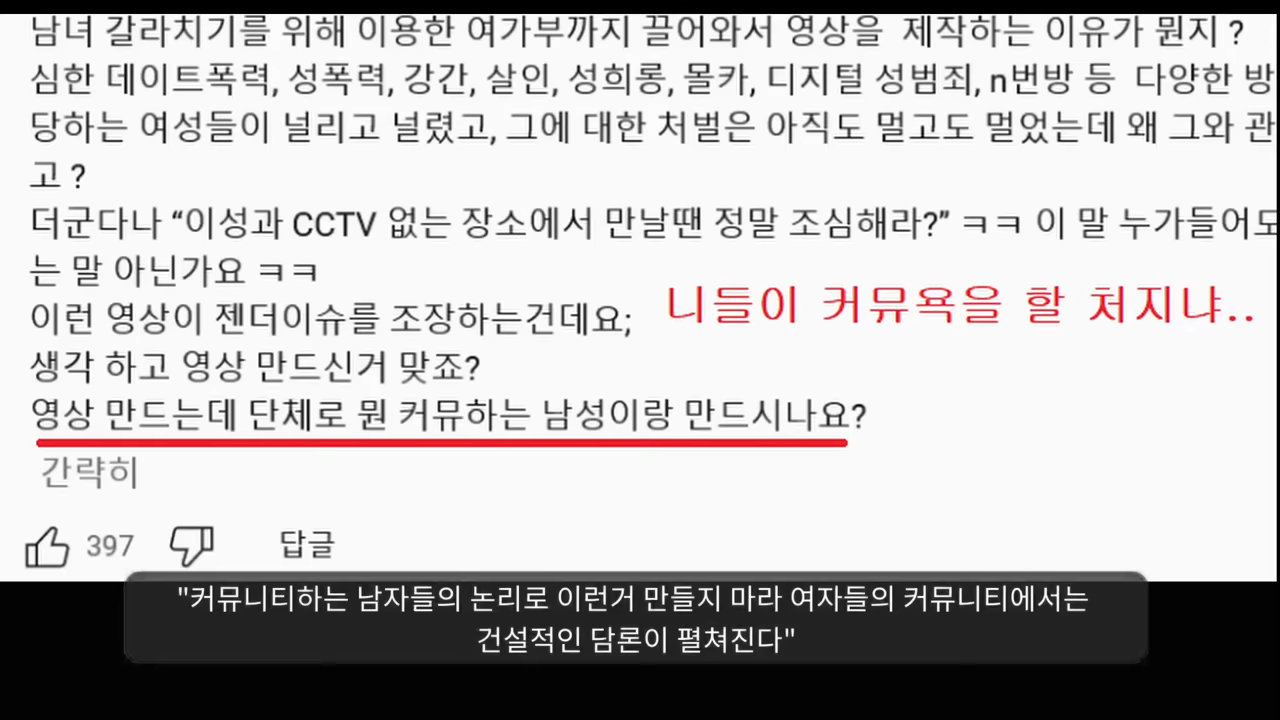 남녀 갈라치기를 위해 이용한 여가부까지 끌어와서 영상을 제작하는 이유가 뭔지 ?
심한 데이트폭력, 성폭력, 강간, 살인, 성희롱, 몰카, 디지털 성범죄, n번방 등 다양한 방
당하는 여성들이 널리고 널렸고, 그에 대한 처벌은 아직도 멀고도 멀었는데 왜 그와 관
고 ?
더군다나 “이성과 CCTV 없는 장소에서 만날땐 정말 조심해라?” ㅋㅋ 이 말 누가들어도
는 말 아닌가요 ㅋㅋ
이런 영상이 젠더이슈를 조장하는건데요;
니들이 커뮤욕을 할 처지냐..
생각 하고 영상 만드신거 맞죠?
영상 만드는데 단체로 뭔 커뮤하는 남성이랑 만드시나요?
간략히
397 답글
"커뮤니티하는 남자들의 논리로 이런거 만들지 마라 여자들의 커뮤니티에서는
건설적인 담론이 펼쳐진다"